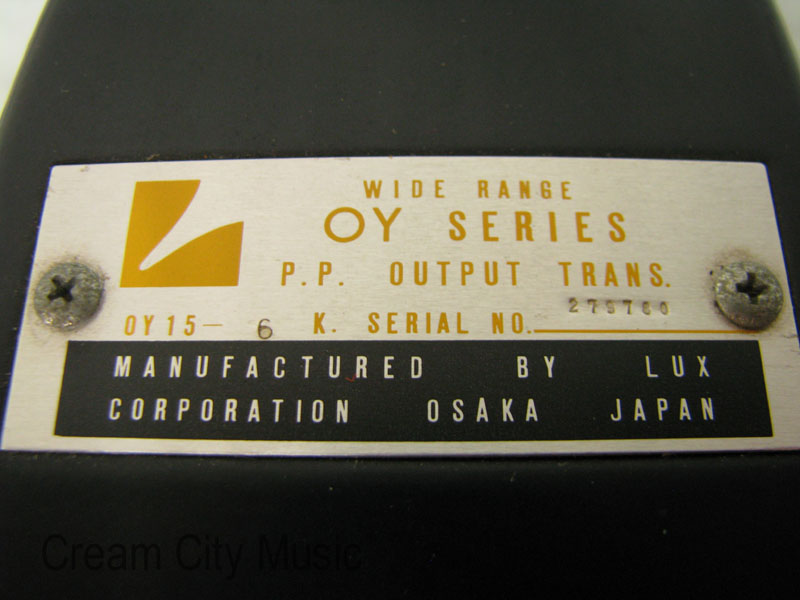 WIDE RANGE
OY SERIES
P.P. OUTPUT TRANS.
OY15-6 K. SERIAL NO. 279760
MANUFACTURED BY LUX
CORPORATION OSAKA JAPAN
Cream City Music